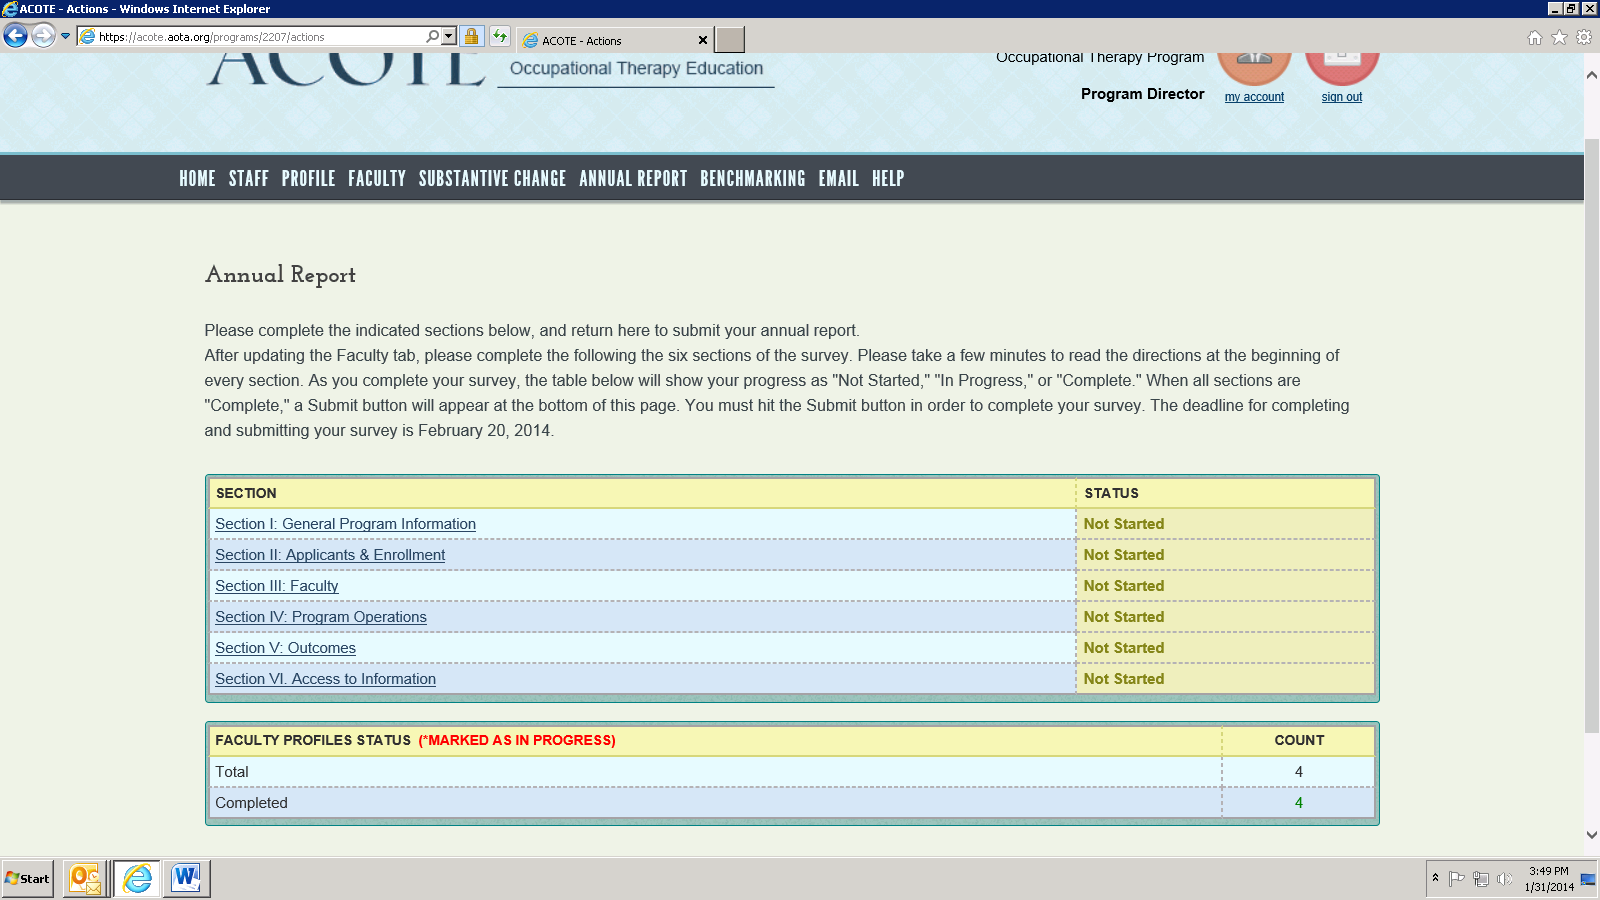 ACOTE - Actions - Windows Internet Explorer
https://acote.aota.org/programs/2207/actions
ACOTE - Actions
ACOTE
Occupational Therapy Education
Occupational Therapy Program
Program Director
my account
sign out
HOME STAFF PROFILE FACULTY SUBSTANTIVE CHANGE ANNUAL REPORT BENCHMARKING EMAIL HELP
Annual Report
Please complete the indicated sections below, and return here to submit your annual report.
After updating the Faculty tab, please complete the following the six sections of the survey. Please take a few minutes to read the directions at the beginning of
every section. As you complete your survey, the table below will show your progress as "Not Started," "In Progress," or "Complete." When all sections are
"Complete," a Submit button will appear at the bottom of this page. You must hit the Submit button in order to complete your survey. The deadline for completing
and submitting your survey is February 20, 2014.
SECTION STATUS
Section I: General Program Information Not Started
Section II: Applicants & Enrollment Not Started
Section III: Faculty Not Started
Section IV: Program Operations Not Started
Section V: Outcomes Not Started
Section VI. Access to Information Not Started
FACULTY PROFILES STATUS (*MARKED AS IN PROGRESS) COUNT
Total 4
Completed 4
Start
3:49 PM
1/31/2014